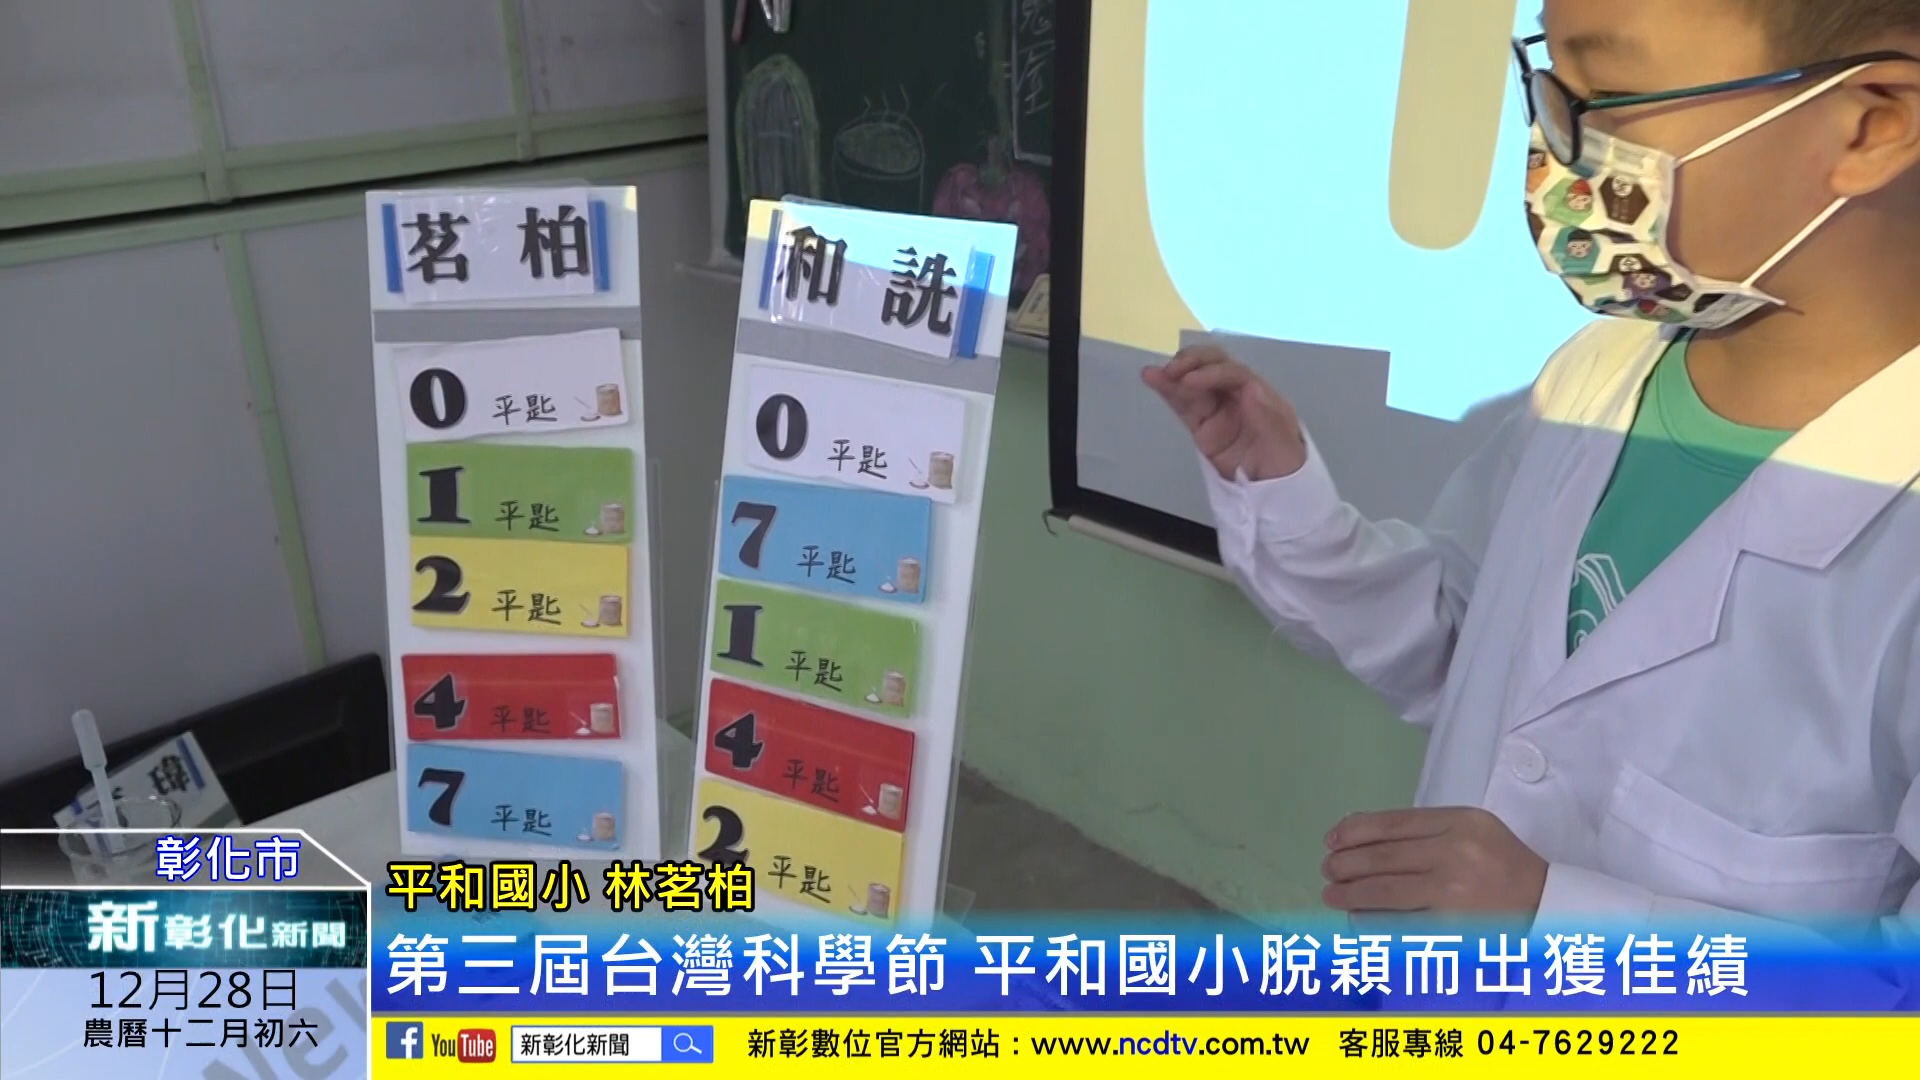 茗 柏
0 平匙
1 平匙
2 平匙
4 平匙
7 平匙
和 詵
0 平匙
7 平匙
1 平匙
4 平匙
2 平匙
瑋
彰化市
新彰化新聞
12月28日
農曆十二月初六
平和國小 林茗柏
第三屆台灣科學節 平和國小脫穎而出獲佳績
YouTube 新彰化新聞
新彰數位官方網站：www.ncdtv.com.tw 客服專線 04-7629222